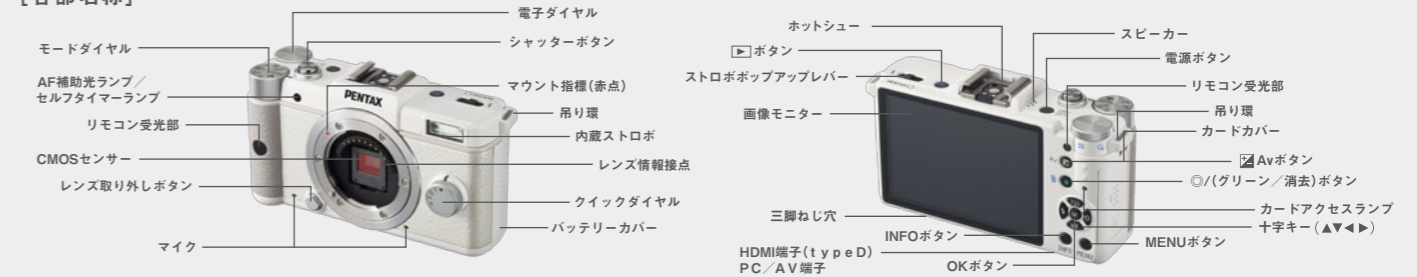 [各部名称]
電子ダイヤル
シャッターボタン
モードダイヤル
AF補助光ランプ／
セルフタイマーランプ
マウント指標(赤点)
吊り環
リモコン受光部
内蔵ストロボ
CMOSセンサー
レンズ情報接点
レンズ取り外しボタン
クイックダイヤル
バッテリーカバー
マイク
PENTAX
ホットシュー
スピーカー
▶ボタン
電源ボタン
ストロボポップアップレバー
リモコン受光部
画像モニター
吊り環
カードカバー
Avボタン
◎/(グリーン／消去)ボタン
三脚ねじ穴
カードアクセスランプ
INFOボタン
十字キー(▲▼◀▶)
HDMI端子(typeD)
PC／AV端子
MENUボタン
OKボタン
INFO
MENU